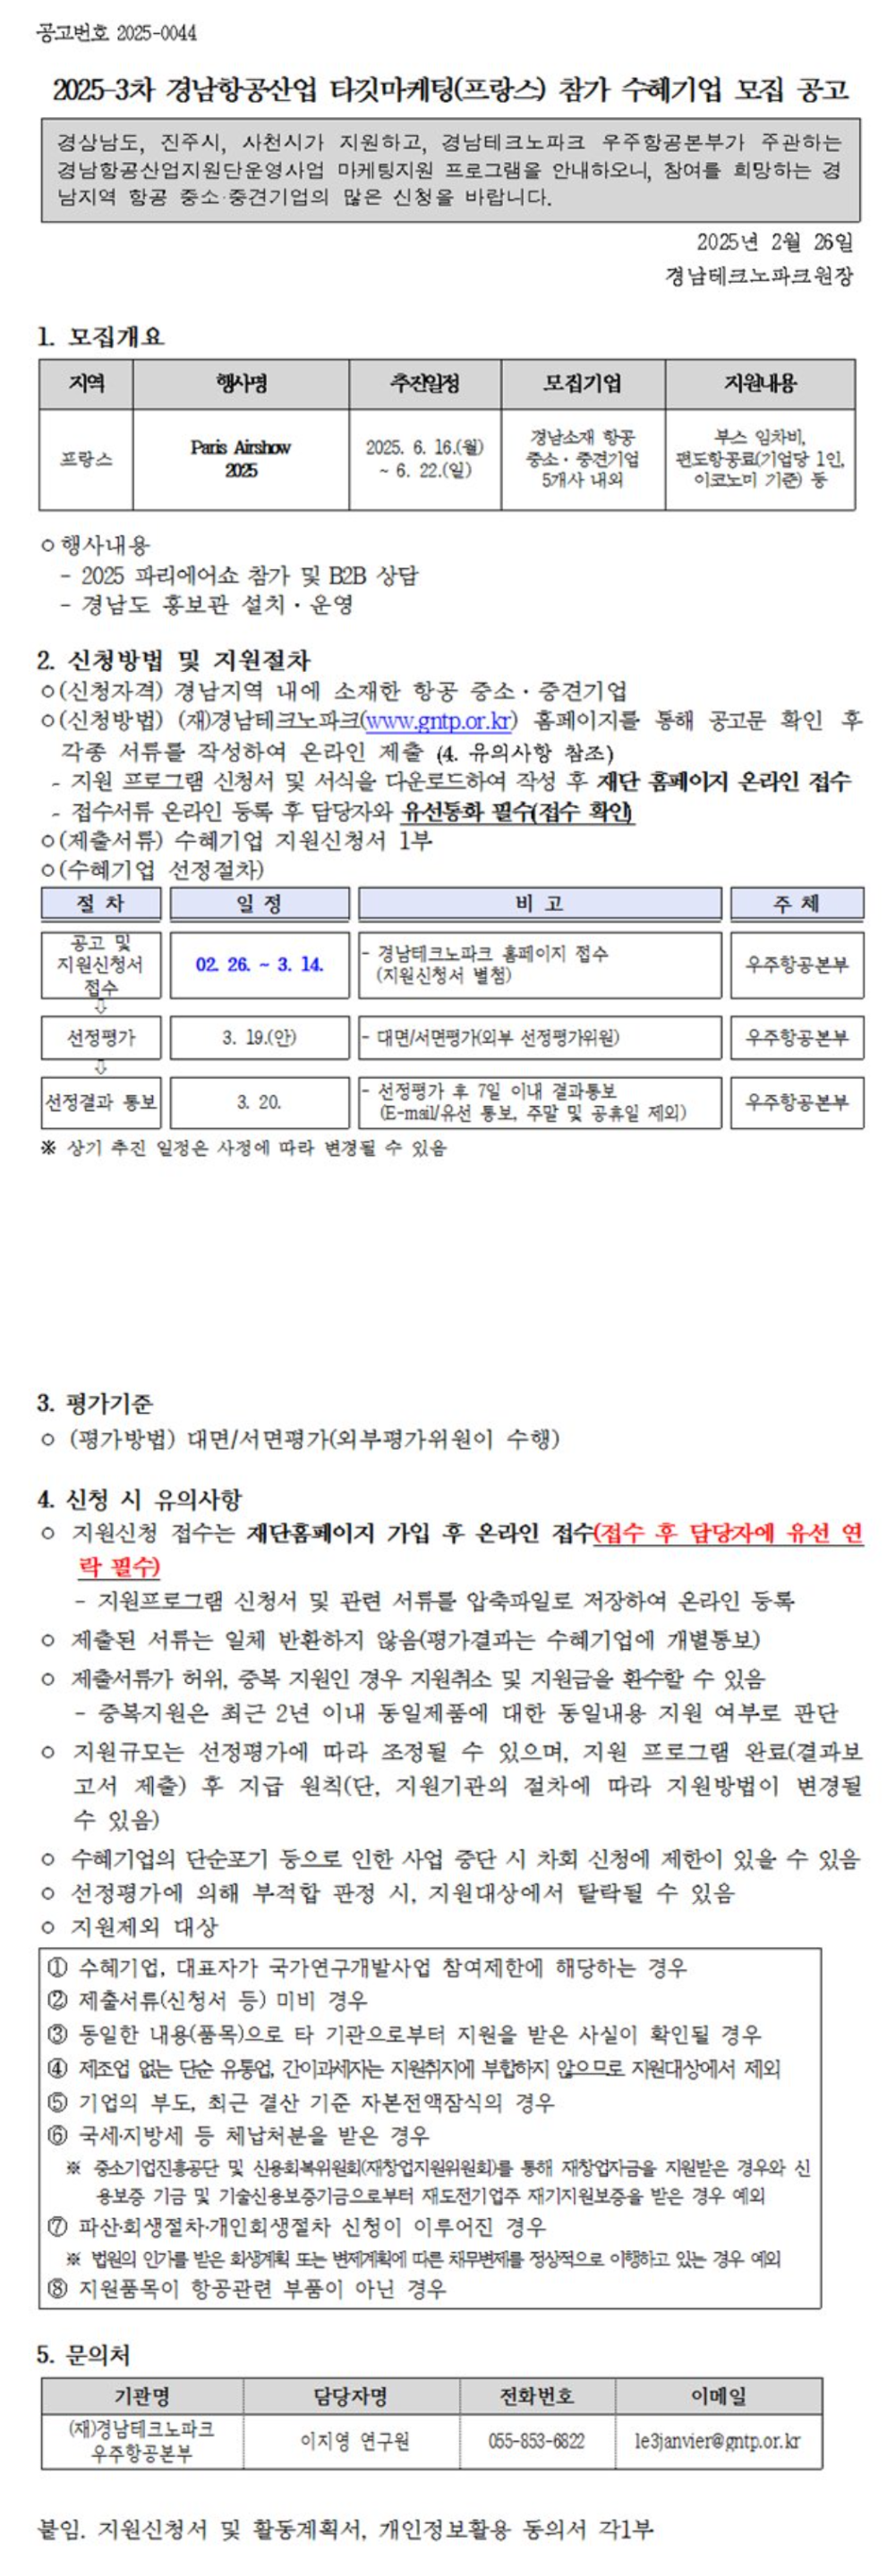 공고번호 2025-0044
2025-3차 경남항공산업 타깃마케팅(프랑스) 참가 수혜기업 모집 공고
경상남도, 진주시, 사천시가 지원하고, 경남테크노파크 우주항공본부가 주관하는
경남항공산업지원단운영사업 마케팅지원 프로그램을 안내하오니, 참여를 희망하는 경
남지역 항공 중소·중견기업의 많은 신청을 바랍니다.
2025년 2월 26일
경남테크노파크원장
1. 모집개요
지역 행사명 추진일정 모집기업 지원내용
프랑스 Paris Airshow 2025 2025. 6. 16.(월) ~ 6. 22.(일) 경남소재 항공 중소·중견기업 5개사 내외 부스 임차비, 편도항공료(기업당 1인, 이코노미 기준) 등
○ 행사내용
- 2025 파리에어쇼 참가 및 B2B 상담
- 경남도 홍보관 설치·운영
2. 신청방법 및 지원절차
○ (신청자격) 경남지역 내에 소재한 항공 중소·중견기업
○ (신청방법) (재)경남테크노파크(www.gntp.or.kr) 홈페이지를 통해 공고문 확인 후
각종 서류를 작성하여 온라인 제출 (4. 유의사항 참조)
- 지원 프로그램 신청서 및 서식을 다운로드하여 작성 후 재단 홈페이지 온라인 접수
- 접수서류 온라인 등록 후 담당자와 유선통화 필수(접수 확인)
○ (제출서류) 수혜기업 지원신청서 1부
○ (수혜기업 선정절차)
절 차 일 정 비 고 주 체
공고 및 지원신청서 접수 02. 26. ~ 3. 14. - 경남테크노파크 홈페이지 접수 (지원신청서 별첨) 우주항공본부
⇩
선정평가 3. 19.(안) - 대면/서면평가(외부 선정평가위원) 우주항공본부
⇩
선정결과 통보 3. 20. - 선정평가 후 7일 이내 결과통보 (E-mail/유선 통보, 주말 및 공휴일 제외) 우주항공본부
※ 상기 추진 일정은 사정에 따라 변경될 수 있음
3. 평가기준
○ (평가방법) 대면/서면평가(외부평가위원이 수행)
4. 신청 시 유의사항
○ 지원신청 접수는 재단홈페이지 가입 후 온라인 접수(접수 후 담당자에 유선 연
락 필수)
- 지원프로그램 신청서 및 관련 서류를 압축파일로 저장하여 온라인 등록
○ 제출된 서류는 일체 반환하지 않음(평가결과는 수혜기업에 개별통보)
○ 제출서류가 허위, 중복 지원인 경우 지원취소 및 지원금을 환수할 수 있음
- 중복지원은 최근 2년 이내 동일제품에 대한 동일내용 지원 여부로 판단
○ 지원규모는 선정평가에 따라 조정될 수 있으며, 지원 프로그램 완료(결과보
고서 제출) 후 지급 원칙(단, 지원기관의 절차에 따라 지원방법이 변경될
수 있음)
○ 수혜기업의 단순포기 등으로 인한 사업 중단 시 차회 신청에 제한이 있을 수 있음
○ 선정평가에 의해 부적합 판정 시, 지원대상에서 탈락될 수 있음
○ 지원제외 대상
① 수혜기업, 대표자가 국가연구개발사업 참여제한에 해당하는 경우
② 제출서류(신청서 등) 미비 경우
③ 동일한 내용(품목)으로 타 기관으로부터 지원을 받은 사실이 확인될 경우
④ 제조업 없는 단순 유통업, 간이과세자는 지원취지에 부합하지 않으므로 지원대상에서 제외
⑤ 기업의 부도, 최근 결산 기준 자본전액잠식의 경우
⑥ 국세·지방세 등 체납처분을 받은 경우
※ 중소기업진흥공단 및 신용회복위원회(재창업지원위원회)를 통해 재창업자금을 지원받은 경우와 신
용보증 기금 및 기술신용보증기금으로부터 재도전기업주 재기지원보증을 받은 경우 예외
⑦ 파산·회생절차·개인회생절차 신청이 이루어진 경우
※ 법원의 인가를 받은 회생계획 또는 변제계획에 따른 채무변제를 정상적으로 이행하고 있는 경우 예외
⑧ 지원품목이 항공관련 부품이 아닌 경우
5. 문의처
기관명 담당자명 전화번호 이메일
(재)경남테크노파크 우주항공본부 이지영 연구원 055-853-6822 le3janvier@gntp.or.kr
붙임. 지원신청서 및 활동계획서, 개인정보활용 동의서 각1부